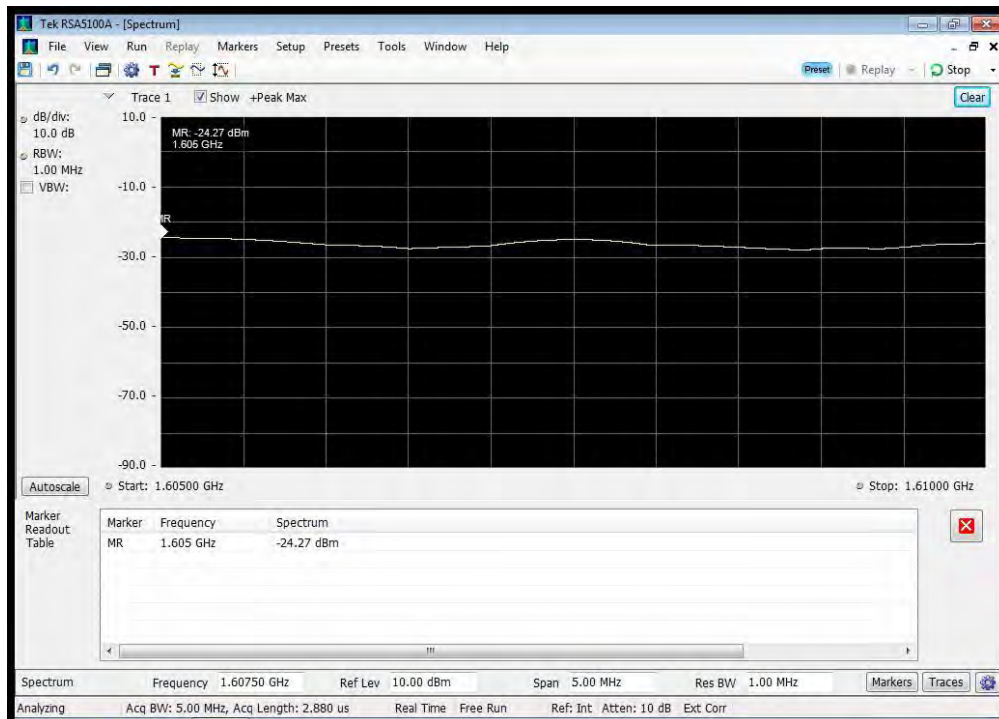 Tek RSA5100A - [Spectrum]
File View Run Replay Markers Setup Presets Tools Window Help
T
Preset Replay Stop
Trace 1 Show +Peak Max Clear
dB/div: 10.0
10.0 dB
MR: -24.27 dBm
1.605 GHz
RBW:
1.00 MHz
VBW: -10.0
MR
-30.0
-50.0
-70.0
-90.0
Autoscale Start: 1.60500 GHz Stop: 1.61000 GHz
Marker Readout Table
Marker Frequency Spectrum
MR 1.605 GHz -24.27 dBm
Spectrum Frequency 1.60750 GHz Ref Lev 10.00 dBm Span 5.00 MHz Res BW 1.00 MHz Markers Traces
Analyzing Acq BW: 5.00 MHz, Acq Length: 2.880 us Real Time Free Run Ref: Int Atten: 10 dB Ext Corr